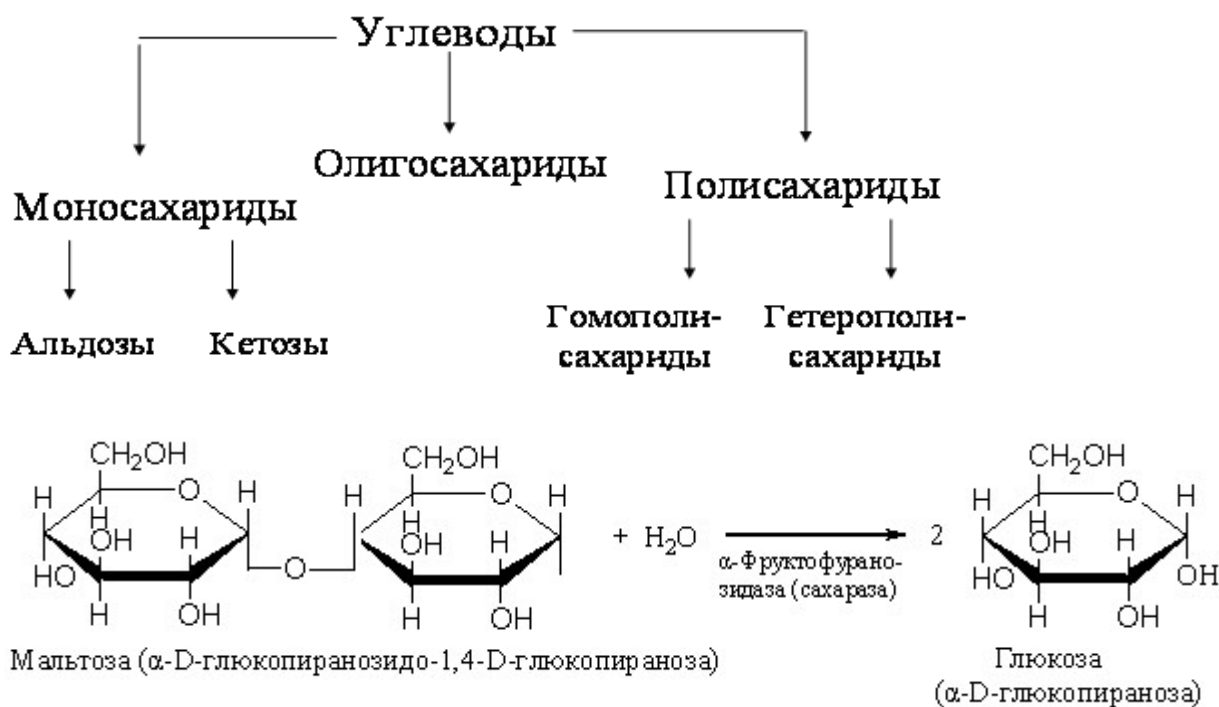 Углеводы
Олигосахариды
Моносахариды
Полисахариды
Альдозы
Кетозы
Гомополи-
сахариды
Гетерополи-
сахариды
CH₂OH
CH₂OH
CH₂OH
H O H H O H H O H
H H H
OH H OH H + H₂O 2 OH H
HO O α-Фруктофурано-
зидаза (сахараза) HO OH
H OH H OH H OH
Мальтоза (α-D-глюкопиранозидо-1,4-D-глюкопираноза)
Глюкоза
(α-D-глюкопираноза)